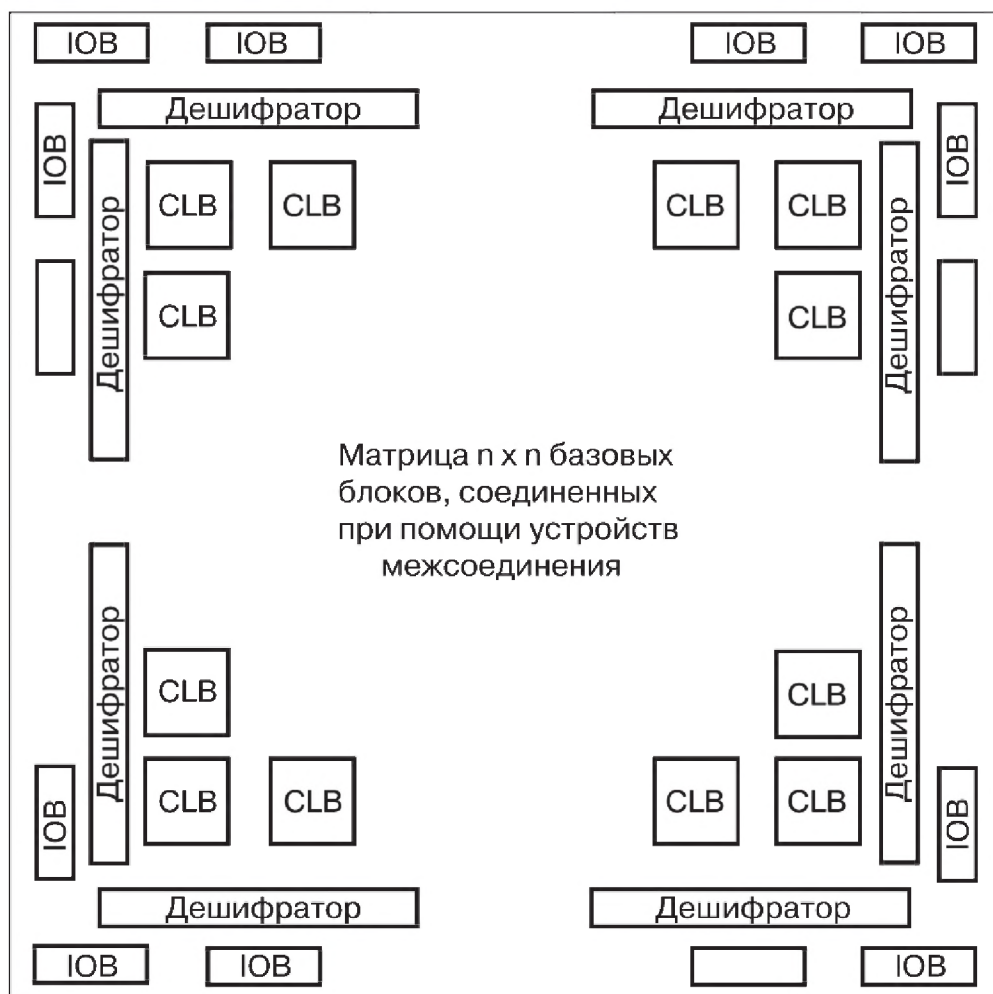 IOB IOB IOB IOB
Дешифратор Дешифратор
IOB IOB
Дешифратор CLB CLB CLB CLB Дешифратор
CLB CLB
Матрица n x n базовых
блоков, соединенных
при помощи устройств
межсоединения
Дешифратор Дешифратор
CLB CLB
IOB CLB CLB CLB CLB IOB
Дешифратор Дешифратор
IOB IOB IOB